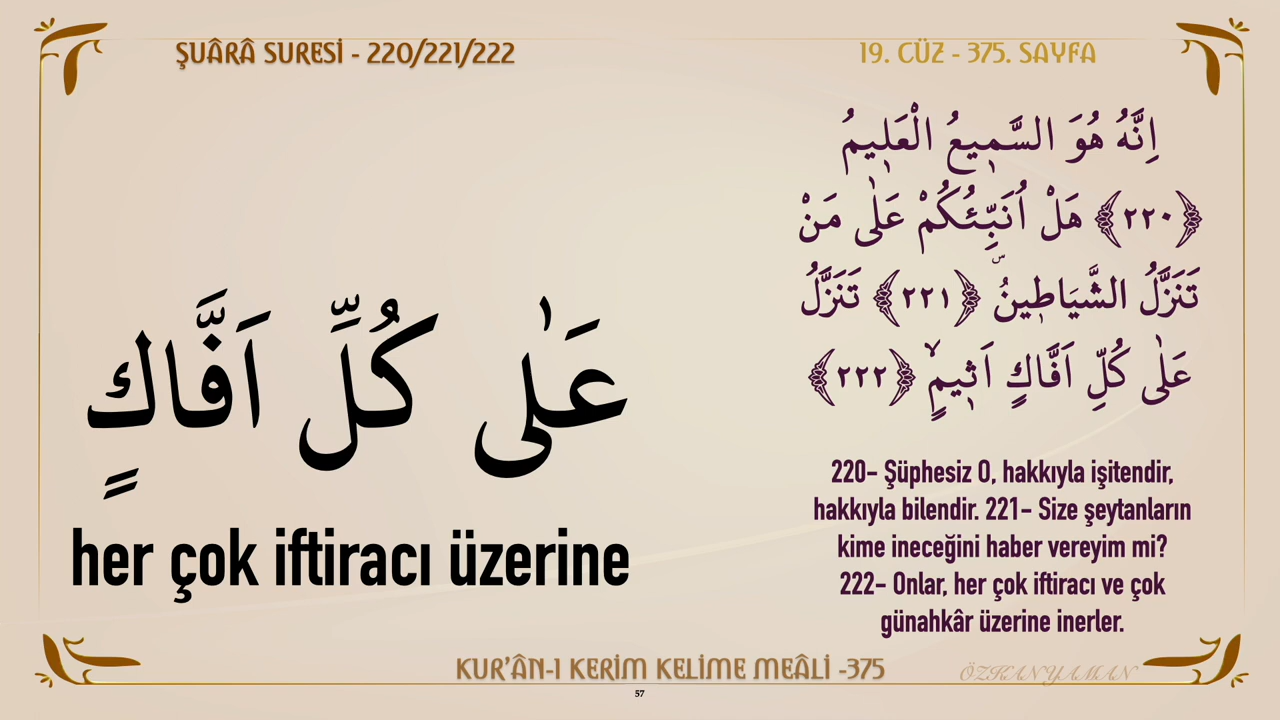 ŞUÂRÂ SURESİ - 220/221/222
19. CÜZ - 375. SAYFA
اِنَّهُ هُوَ السَّمٖيعُ الْعَلٖيمُ
﴿٢٢٠﴾ هَلْ اُنَبِّئُكُمْ عَلٰى مَنْ
تَنَزَّلُ الشَّيَاطٖينُ ﴿٢٢١﴾ تَنَزَّلُ
عَلٰى كُلِّ اَفَّاكٍ اَثٖيمٍ ﴿٢٢٢﴾
عَلٰى كُلِّ اَفَّاكٍ
her çok iftiracı üzerine
220- Şüphesiz O, hakkıyla işitendir,
hakkıyla bilendir. 221- Size şeytanların
kime ineceğini haber vereyim mi?
222- Onlar, her çok iftiracı ve çok
günahkâr üzerine inerler.
KUR'ÂN-I KERİM KELİME MEÂLİ -375
ÖZKAN YAMAN
57